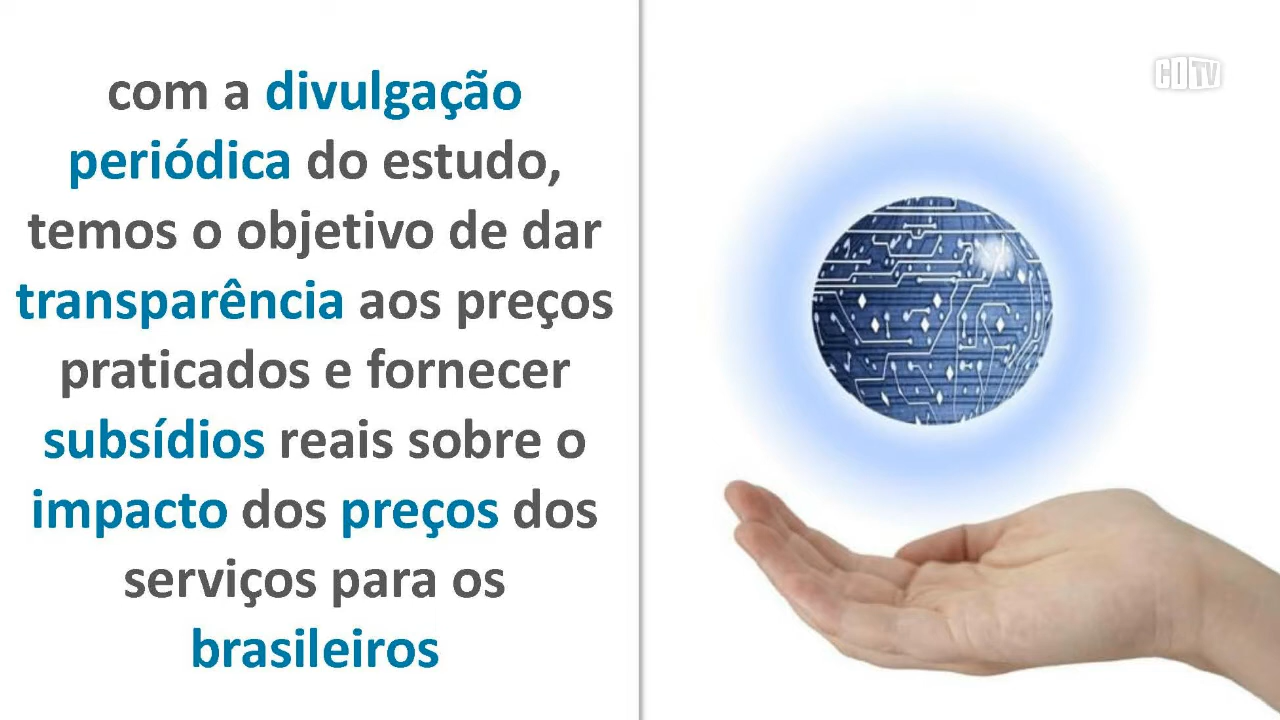 com a divulgação
periódica do estudo,
temos o objetivo de dar
transparência aos preços
praticados e fornecer
subsídios reais sobre o
impacto dos preços dos
serviços para os
brasileiros
CDTV